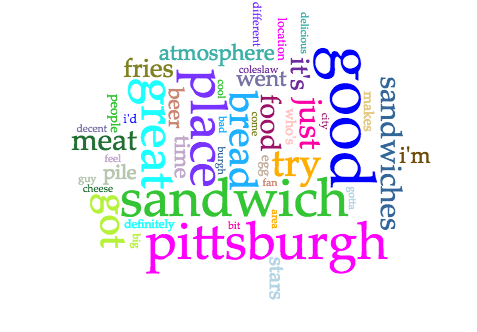 different
location
delicious
atmosphere
coleslaw
fries
went
it's
good
place
cool
great
sandwiches
beer
bread
people
food
just
makes
i'd
bad
come
who's
city
decent
meat
time
burgh
try
i'm
feel
egg
pile
guy
fan
cheese
sandwich
gotta
got
definitely
area
bit
big
pittsburgh
stars